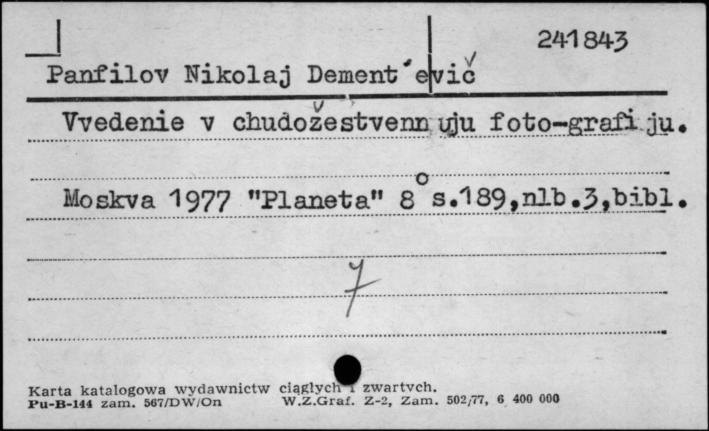 241843
Panfilov Nikolaj Dement´evič
Vvedenie v chudožestvennuju foto-grafiju.
Moskva 1977 "Planeta" 8° s.189,nlb.3,bibl.
7
Karta katalogowa wydawnictw ciągłych i zwartych.
Pu-B-144 zam. 567/DW/On W.Z.Graf. Z-2, Zam. 502/77, 6 400 000